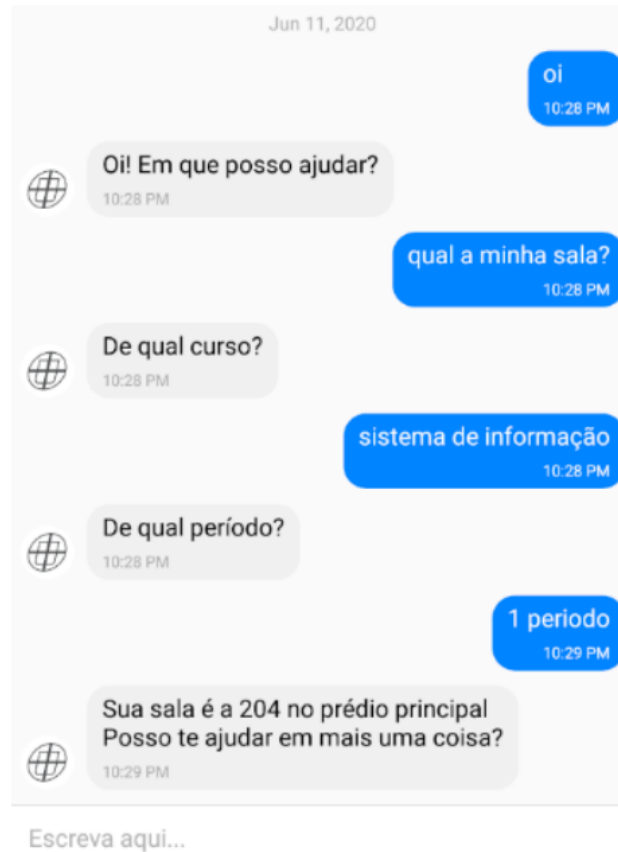 Jun 11, 2020
oi
10:28 PM
Oi! Em que posso ajudar?
10:28 PM
qual a minha sala?
10:28 PM
De qual curso?
10:28 PM
sistema de informação
10:28 PM
De qual período?
10:28 PM
1 periodo
10:29 PM
Sua sala é a 204 no prédio principal
Posso te ajudar em mais uma coisa?
10:29 PM
Escreva aqui...